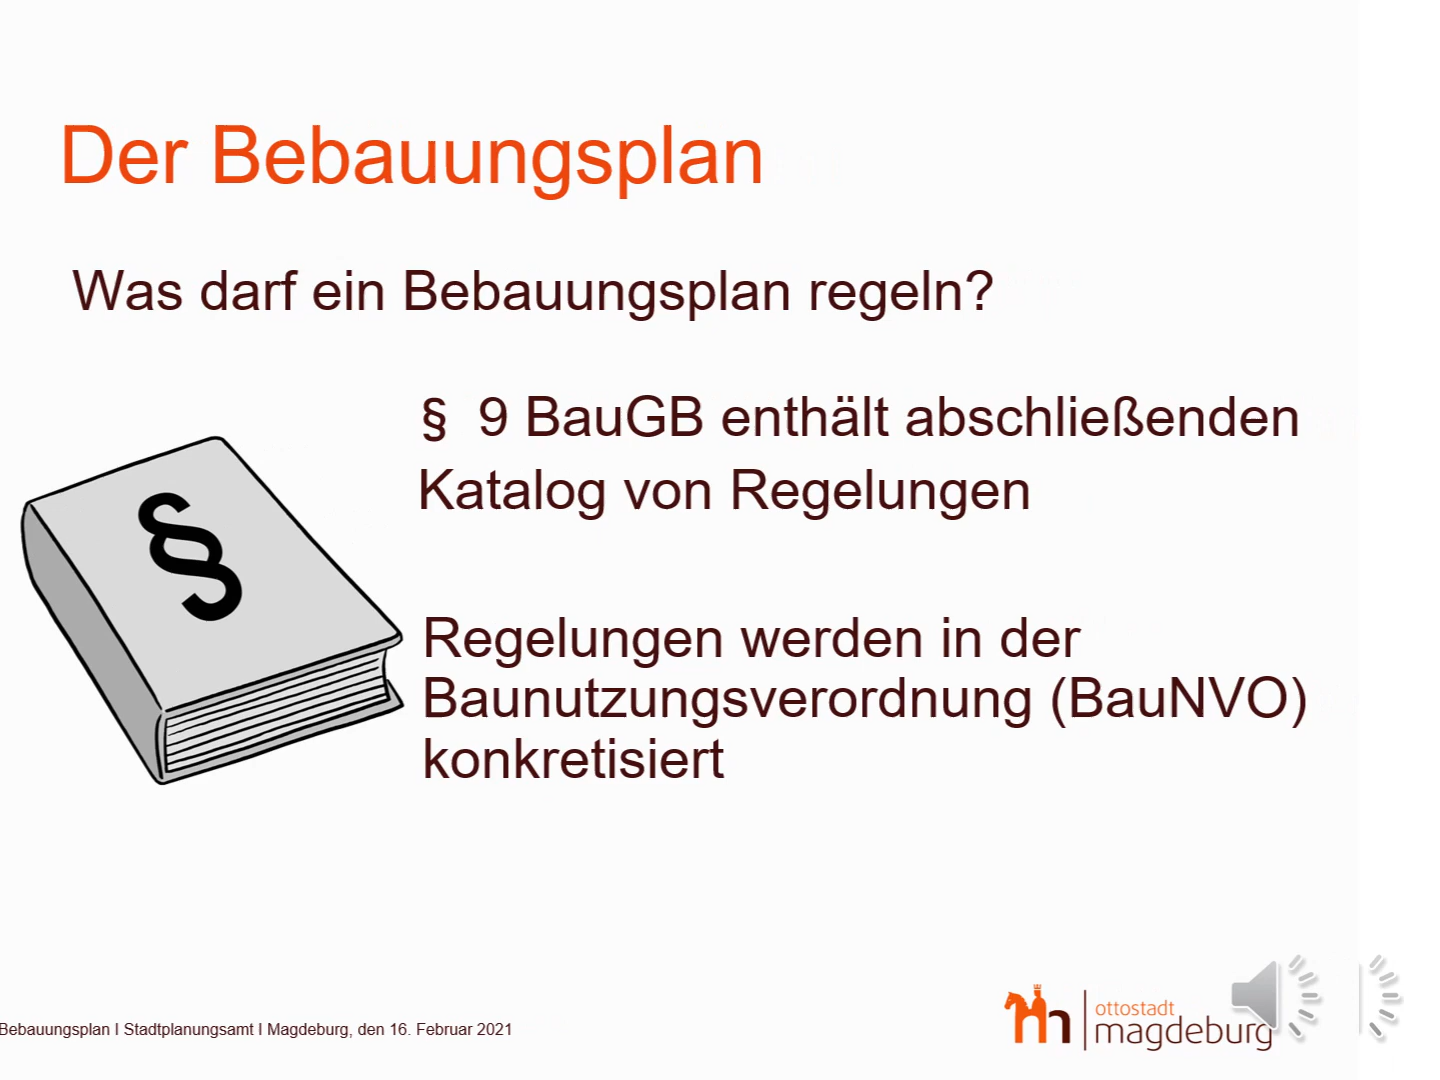 Der Bebauungsplan
Was darf ein Bebauungsplan regeln?
§ 9 BauGB enthält abschließenden
Katalog von Regelungen
§
Regelungen werden in der
Baunutzungsverordnung (BauNVO)
konkretisiert
Bebauungsplan I Stadtplanungsamt I Magdeburg, den 16. Februar 2021
ottostadt
magdeburg